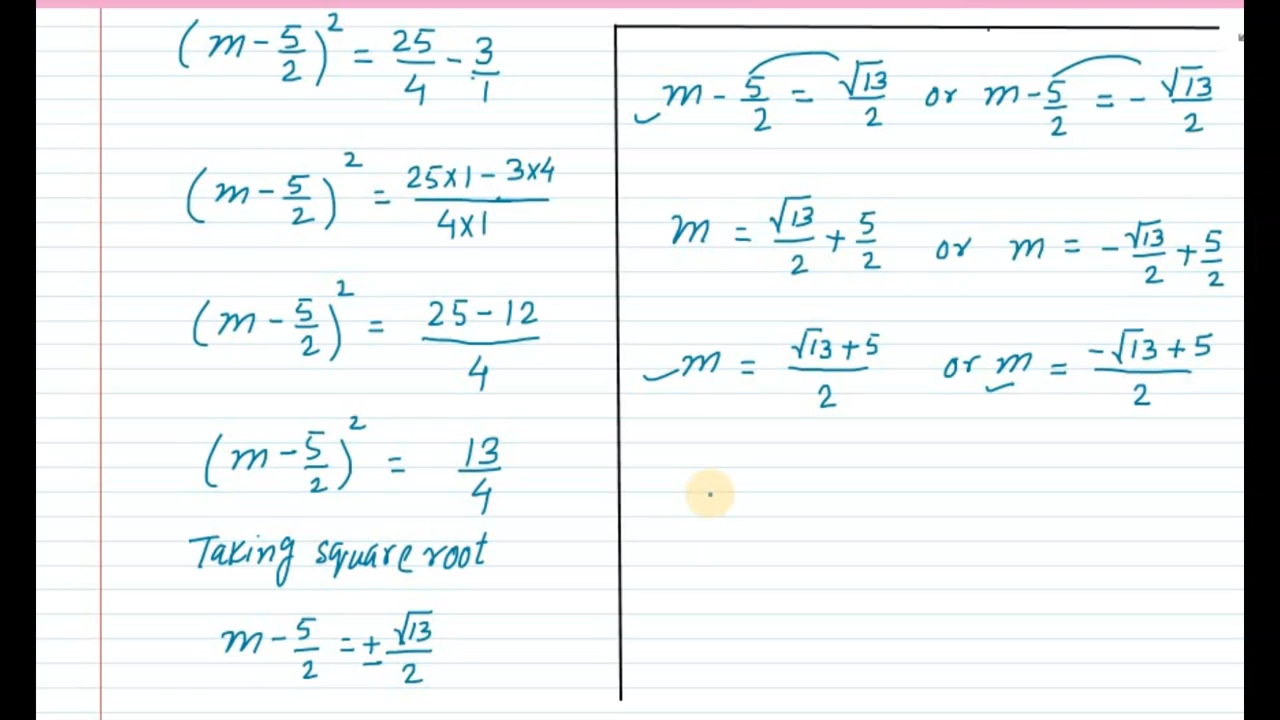 (m - 5/2)² = 25/4 - 3/1
(m - 5/2)² = (25×1 - 3×4)/(4×1)
(m - 5/2)² = (25 - 12)/4
(m - 5/2)² = 13/4
Taking square root
m - 5/2 = ± √13/2
m - 5/2 = √13/2 or m - 5/2 = - √13/2
m = √13/2 + 5/2 or m = - √13/2 + 5/2
m = (√13 + 5)/2 or m = (-√13 + 5)/2